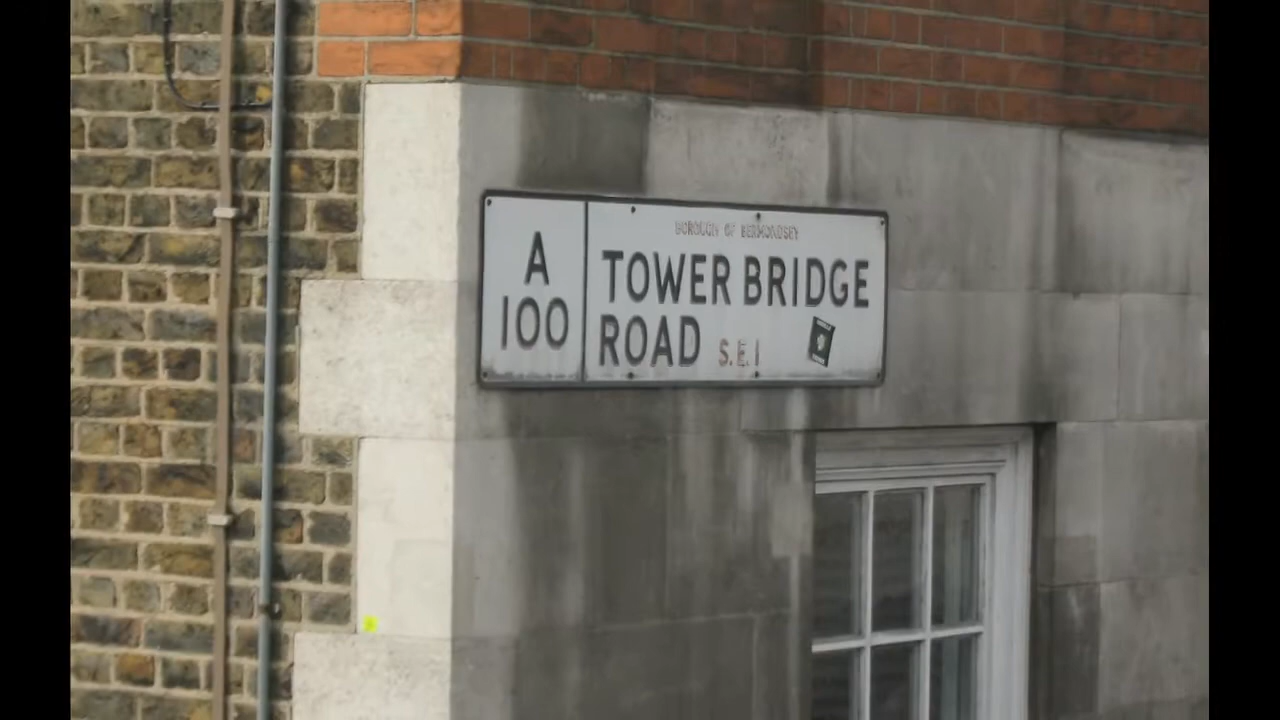 BOROUGH OF BERMONDSEY
A
100
TOWER BRIDGE
ROAD S.E.1